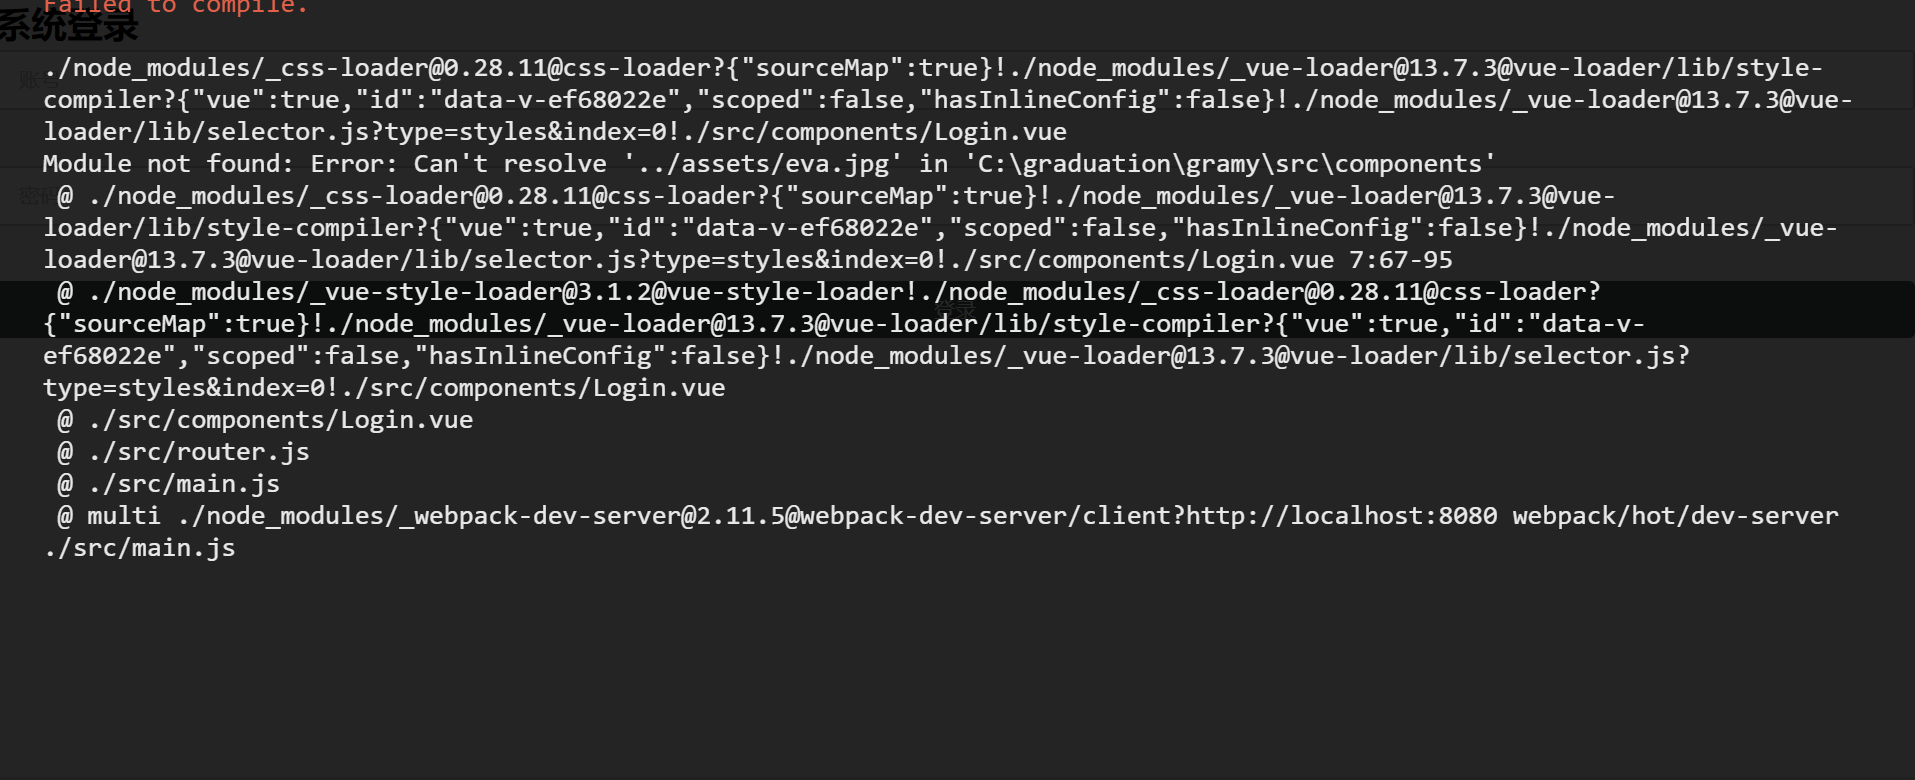 Failed to compile.
系统登录
账号
./node_modules/_css-loader@0.28.11@css-loader?{"sourceMap":true}!./node_modules/_vue-loader@13.7.3@vue-loader/lib/style-
compiler?{"vue":true,"id":"data-v-ef68022e","scoped":false,"hasInlineConfig":false}!./node_modules/_vue-loader@13.7.3@vue-
loader/lib/selector.js?type=styles&index=0!./src/components/Login.vue
Module not found: Error: Can't resolve '../assets/eva.jpg' in 'C:\graduation\gramy\src\components'
密码
 @ ./node_modules/_css-loader@0.28.11@css-loader?{"sourceMap":true}!./node_modules/_vue-loader@13.7.3@vue-
loader/lib/style-compiler?{"vue":true,"id":"data-v-ef68022e","scoped":false,"hasInlineConfig":false}!./node_modules/_vue-
loader@13.7.3@vue-loader/lib/selector.js?type=styles&index=0!./src/components/Login.vue 7:67-95
 @ ./node_modules/_vue-style-loader@3.1.2@vue-style-loader!./node_modules/_css-loader@0.28.11@css-loader?
登录
{"sourceMap":true}!./node_modules/_vue-loader@13.7.3@vue-loader/lib/style-compiler?{"vue":true,"id":"data-v-
ef68022e","scoped":false,"hasInlineConfig":false}!./node_modules/_vue-loader@13.7.3@vue-loader/lib/selector.js?
type=styles&index=0!./src/components/Login.vue
 @ ./src/components/Login.vue
 @ ./src/router.js
 @ ./src/main.js
 @ multi ./node_modules/_webpack-dev-server@2.11.5@webpack-dev-server/client?http://localhost:8080 webpack/hot/dev-server
./src/main.js